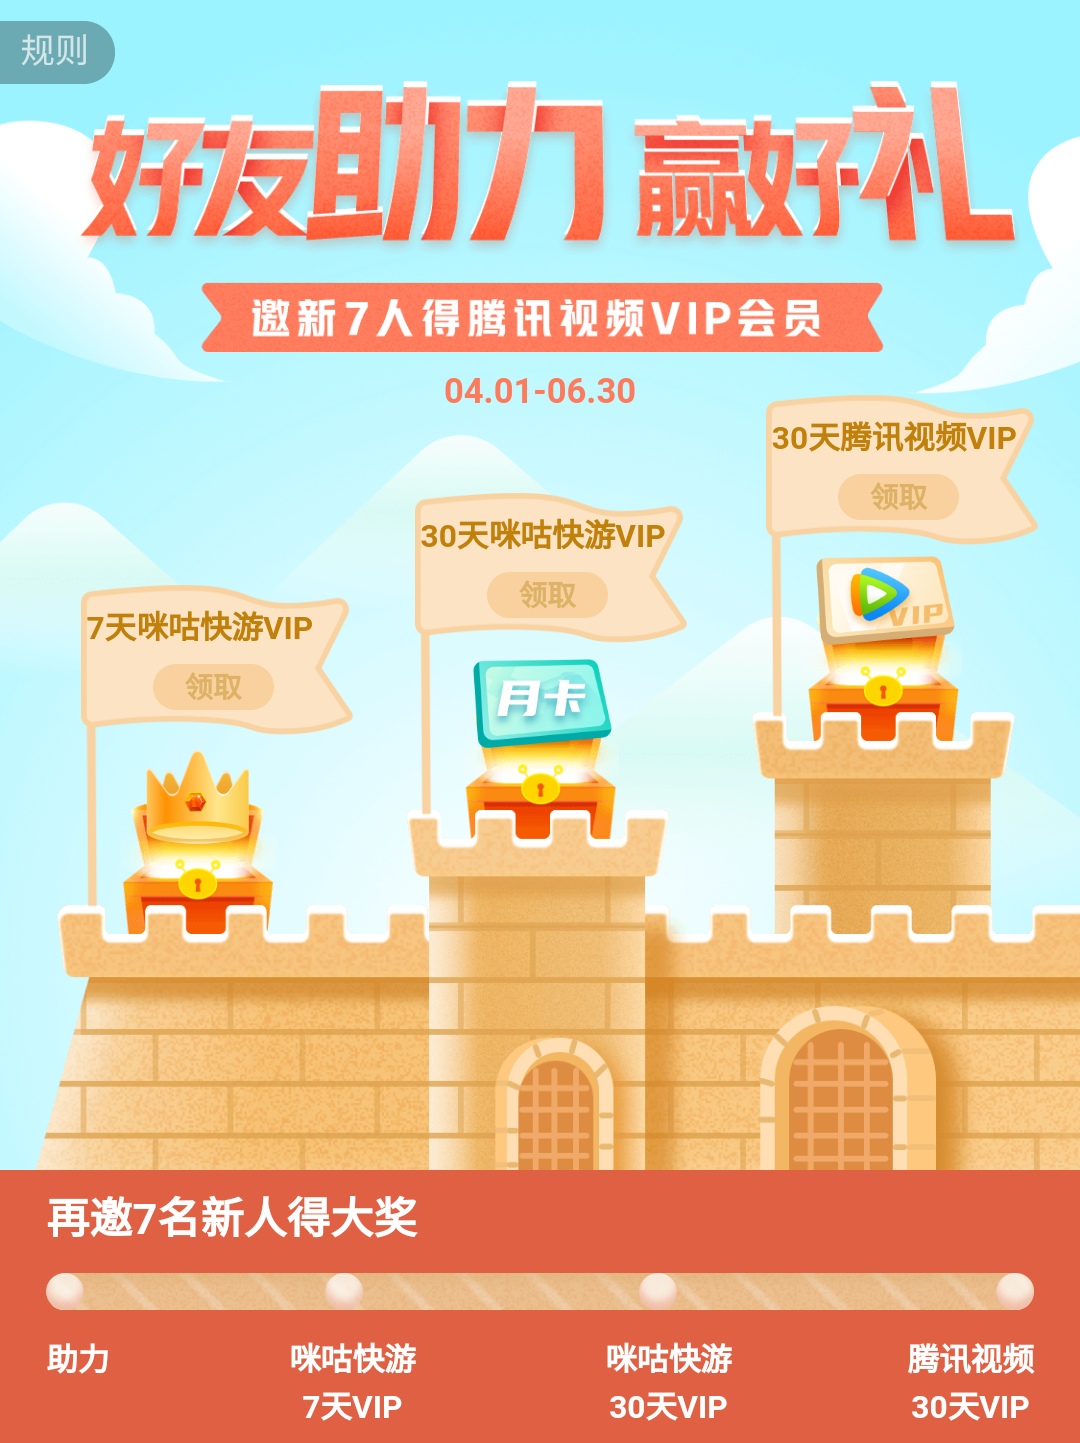 规则
好友助力 赢好礼
邀新7人得腾讯视频VIP会员
04.01-06.30
30天腾讯视频VIP
领取
30天咪咕快游VIP
领取
7天咪咕快游VIP
领取
VIP
月卡
再邀7名新人得大奖
助力
咪咕快游
7天VIP
咪咕快游
30天VIP
腾讯视频
30天VIP